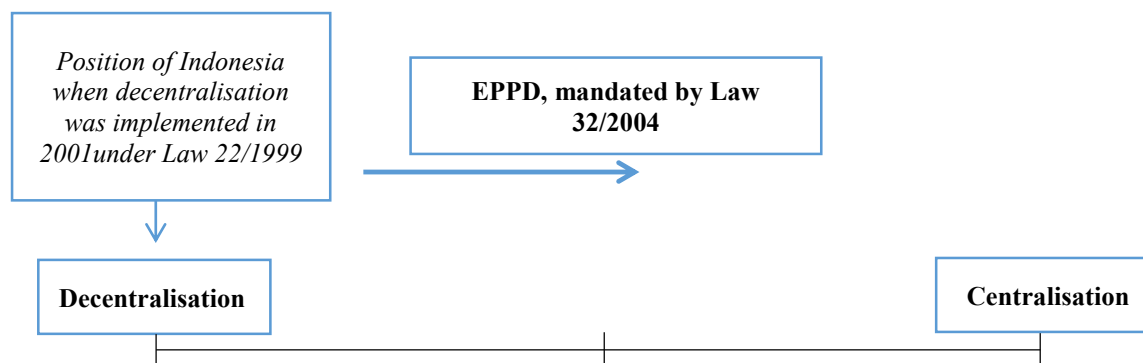 Position of Indonesia
when decentralisation
was implemented in
2001under Law 22/1999
EPPD, mandated by Law
32/2004
Decentralisation
Centralisation